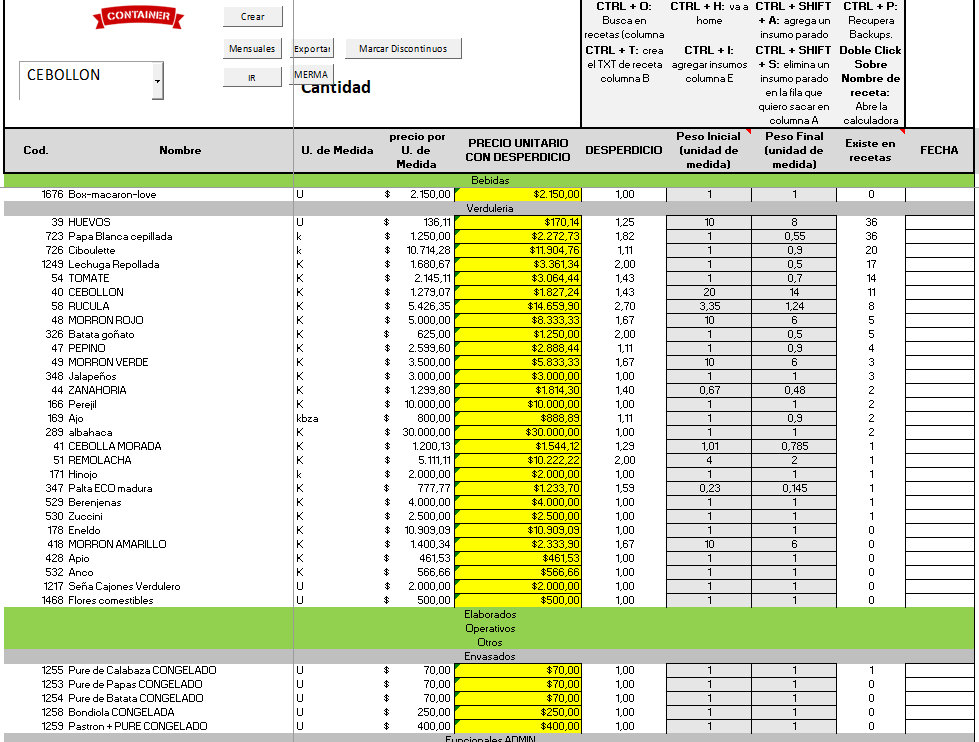 CONTAINER
Crear
Mensuales
Exportar
Marcar Discontinuos
IR
MERMA
CEBOLLON
Cantidad
CTRL + O:
Busca en
recetas (columna
CTRL + T: crea
el TXT de receta
columna B
CTRL + H: va a
home
CTRL + I:
agregar insumos
columna E
CTRL + SHIFT
+ A: agrega un
insumo parado
CTRL + SHIFT
+ S: elimina un
insumo parado
en la fila que
quiero sacar en
columna A
CTRL + P:
Recupera
Backups.
Doble Click
Sobre
Nombre de
receta:
Abre la
calculadora
Cod. Nombre U. de Medida precio por U. de Medida PRECIO UNITARIO CON DESPERDICIO DESPERDICIO Peso Inicial (unidad de medida) Peso Final (unidad de medida) Existe en recetas FECHA
Bebidas
1676 Box-macaron-love U $ 2.150,00 $2.150,00 1,00 1 1 0
Verduleria
39 HUEVOS U $ 136,11 $170,14 1,25 10 8 36
723 Papa Blanca cepillada k $ 1.250,00 $2.272,73 1,82 1 0,55 36
726 Ciboulette k $ 10.714,28 $11.904,76 1,11 1 0,9 20
1249 Lechuga Repollada K $ 1.680,67 $3.361,34 2,00 1 0,5 17
54 TOMATE K $ 2.145,11 $3.064,44 1,43 1 0,7 14
40 CEBOLLON K $ 1.279,07 $1.827,24 1,43 20 14 11
58 RUCULA K $ 5.426,35 $14.659,90 2,70 3,35 1,24 8
48 MORRON ROJO K $ 5.000,00 $8.333,33 1,67 10 6 5
326 Batata goñato K $ 625,00 $1.250,00 2,00 1 0,5 5
47 PEPINO K $ 2.599,60 $2.888,44 1,11 1 0,9 4
49 MORRON VERDE K $ 3.500,00 $5.833,33 1,67 10 6 3
348 Jalapeños K $ 3.000,00 $3.000,00 1,00 1 1 3
44 ZANAHORIA K $ 1.299,80 $1.814,30 1,40 0,67 0,48 2
166 Perejil K $ 10.000,00 $10.000,00 1,00 1 1 2
169 Ajo kbza $ 800,00 $888,89 1,11 1 0,9 2
289 albahaca K $ 30.000,00 $30.000,00 1,00 1 1 2
41 CEBOLLA MORADA K $ 1.200,13 $1.544,12 1,29 1,01 0,785 1
51 REMOLACHA K $ 5.111,11 $10.222,22 2,00 4 2 1
171 Hinojo k $ 2.000,00 $2.000,00 1,00 1 1 1
347 Palta ECO madura K $ 777,77 $1.233,70 1,59 0,23 0,145 1
529 Berenjenas K $ 4.000,00 $4.000,00 1,00 1 1 1
530 Zuccini K $ 2.500,00 $2.500,00 1,00 1 1 1
178 Eneldo K $ 10.909,09 $10.909,09 1,00 1 1 0
418 MORRON AMARILLO K $ 1.400,34 $2.333,90 1,67 10 6 0
428 Apio K $ 461,53 $461,53 1,00 1 1 0
532 Anco K $ 566,66 $566,66 1,00 1 1 0
1217 Seña Cajones Verdulero U $ 2.000,00 $2.000,00 1,00 1 1 0
1468 Flores comestibles U $ 500,00 $500,00 1,00 1 1 0
Elaborados
Operativos
Otros
Envasados
1255 Pure de Calabaza CONGELADO U $ 70,00 $70,00 1,00 1 1 1
1253 Pure de Papas CONGELADO U $ 70,00 $70,00 1,00 1 1 0
1254 Pure de Batata CONGELADO U $ 70,00 $70,00 1,00 1 1 0
1258 Bondiola CONGELADA U $ 250,00 $250,00 1,00 1 1 0
1259 Pastron + PURE CONGELADO U $ 400,00 $400,00 1,00 1 1 0
Funcionales ADMIN